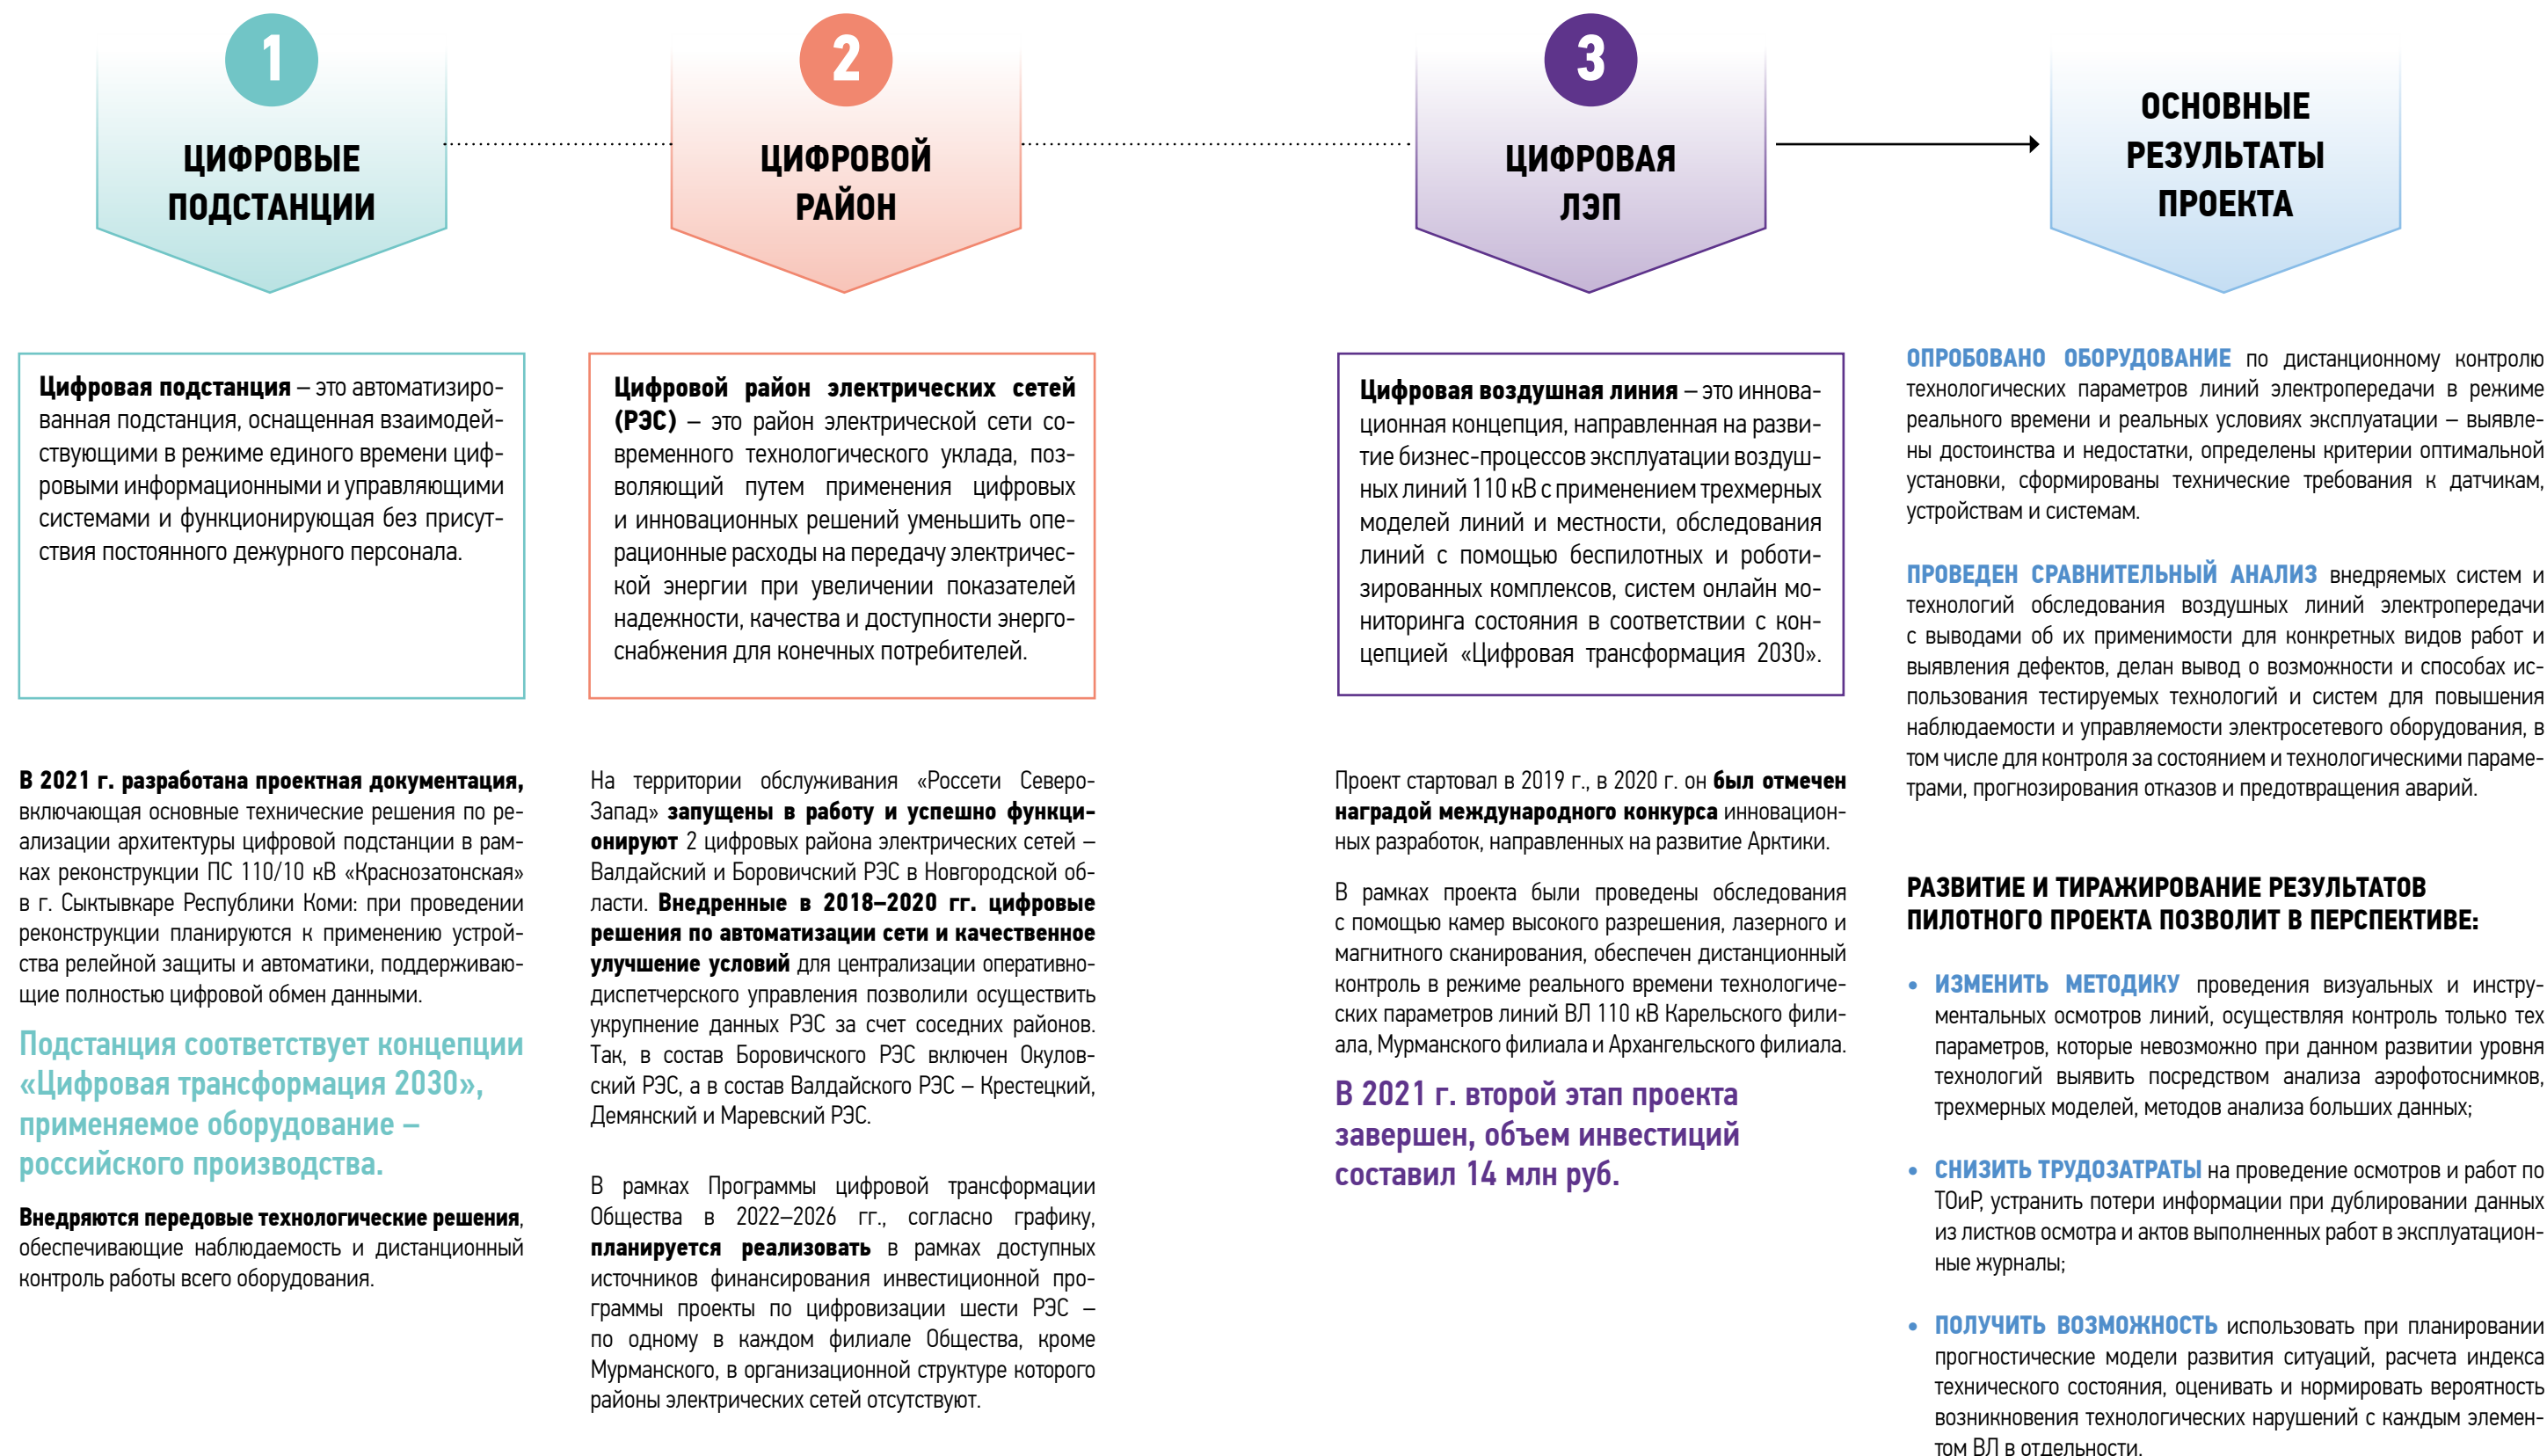 1
ЦИФРОВЫЕ
ПОДСТАНЦИИ
Цифровая подстанция – это автоматизиро-
ванная подстанция, оснащенная взаимодей-
ствующими в режиме единого времени циф-
ровыми информационными и управляющими
системами и функционирующая без присут-
ствия постоянного дежурного персонала.
В 2021 г. разработана проектная документация,
включающая основные технические решения по ре-
ализации архитектуры цифровой подстанции в рам-
ках реконструкции ПС 110/10 кВ «Краснозатонская»
в г. Сыктывкаре Республики Коми: при проведении
реконструкции планируются к применению устрой-
ства релейной защиты и автоматики, поддерживаю-
щие полностью цифровой обмен данными.
Подстанция соответствует концепции
«Цифровая трансформация 2030»,
применяемое оборудование –
российского производства.
Внедряются передовые технологические решения,
обеспечивающие наблюдаемость и дистанционный
контроль работы всего оборудования.
2
ЦИФРОВОЙ
РАЙОН
Цифровой район электрических сетей
(РЭС) – это район электрической сети со-
временного технологического уклада, поз-
воляющий путем применения цифровых
и инновационных решений уменьшить опе-
рационные расходы на передачу электричес-
кой энергии при увеличении показателей
надежности, качества и доступности энерго-
снабжения для конечных потребителей.
На территории обслуживания «Россети Северо-
Запад» запущены в работу и успешно функци-
онируют 2 цифровых района электрических сетей –
Валдайский и Боровичский РЭС в Новгородской об-
ласти. Внедренные в 2018–2020 гг. цифровые
решения по автоматизации сети и качественное
улучшение условий для централизации оперативно-
диспетчерского управления позволили осуществить
укрупнение данных РЭС за счет соседних районов.
Так, в состав Боровичского РЭС включен Окулов-
ский РЭС, а в состав Валдайского РЭС – Крестецкий,
Демянский и Маревский РЭС.
В рамках Программы цифровой трансформации
Общества в 2022–2026 гг., согласно графику,
планируется реализовать в рамках доступных
источников финансирования инвестиционной про-
граммы проекты по цифровизации шести РЭС –
по одному в каждом филиале Общества, кроме
Мурманского, в организационной структуре которого
районы электрических сетей отсутствуют.
3
ЦИФРОВАЯ
ЛЭП
Цифровая воздушная линия – это иннова-
ционная концепция, направленная на разви-
тие бизнес-процессов эксплуатации воздуш-
ных линий 110 кВ с применением трехмерных
моделей линий и местности, обследования
линий с помощью беспилотных и роботи-
зированных комплексов, систем онлайн мо-
ниторинга состояния в соответствии с кон-
цепцией «Цифровая трансформация 2030».
Проект стартовал в 2019 г., в 2020 г. он был отмечен
наградой международного конкурса инновацион-
ных разработок, направленных на развитие Арктики.
В рамках проекта были проведены обследования
с помощью камер высокого разрешения, лазерного и
магнитного сканирования, обеспечен дистанционный
контроль в режиме реального времени технологиче-
ских параметров линий ВЛ 110 кВ Карельского фили-
ала, Мурманского филиала и Архангельского филиала.
В 2021 г. второй этап проекта
завершен, объем инвестиций
составил 14 млн руб.
ОСНОВНЫЕ
РЕЗУЛЬТАТЫ
ПРОЕКТА
ОПРОБОВАНО ОБОРУДОВАНИЕ по дистанционному контролю
технологических параметров линий электропередачи в режиме
реального времени и реальных условиях эксплуатации – выявле-
ны достоинства и недостатки, определены критерии оптимальной
установки, сформированы технические требования к датчикам,
устройствам и системам.
ПРОВЕДЕН СРАВНИТЕЛЬНЫЙ АНАЛИЗ внедряемых систем и
технологий обследования воздушных линий электропередачи
с выводами об их применимости для конкретных видов работ и
выявления дефектов, делан вывод о возможности и способах ис-
пользования тестируемых технологий и систем для повышения
наблюдаемости и управляемости электросетевого оборудования, в
том числе для контроля за состоянием и технологическими параме-
трами, прогнозирования отказов и предотвращения аварий.
РАЗВИТИЕ И ТИРАЖИРОВАНИЕ РЕЗУЛЬТАТОВ
ПИЛОТНОГО ПРОЕКТА ПОЗВОЛИТ В ПЕРСПЕКТИВЕ:
• ИЗМЕНИТЬ МЕТОДИКУ проведения визуальных и инстру-
ментальных осмотров линий, осуществляя контроль только тех
параметров, которые невозможно при данном развитии уровня
технологий выявить посредством анализа аэрофотоснимков,
трехмерных моделей, методов анализа больших данных;
• СНИЗИТЬ ТРУДОЗАТРАТЫ на проведение осмотров и работ по
ТОиР, устранить потери информации при дублировании данных
из листков осмотра и актов выполненных работ в эксплуатацион-
ные журналы;
• ПОЛУЧИТЬ ВОЗМОЖНОСТЬ использовать при планировании
прогностические модели развития ситуаций, расчета индекса
технического состояния, оценивать и нормировать вероятность
возникновения технологических нарушений с каждым элемен-
том ВЛ в отдельности.